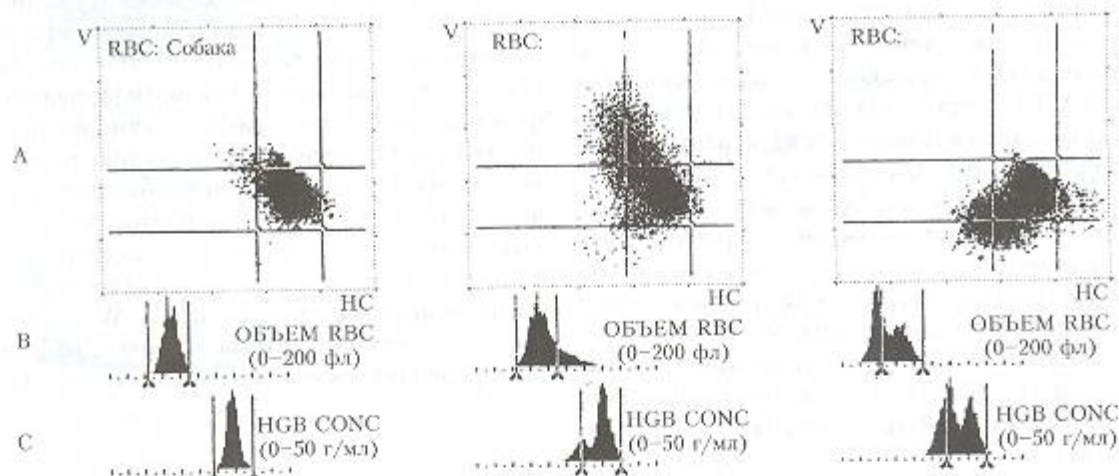 V
RBC: Собака
V
RBC:
V
RBC:
A
HC
HC
HC
B
ОБЪЕМ RBC
(0–200 фл)
ОБЪЕМ RBC
(0–200 фл)
ОБЪЕМ RBC
(0–200 фл)
C
HGB CONC
(0–50 г/мл)
HGB CONC
(0–50 г/мл)
HGB CONC
(0–50 г/мл)